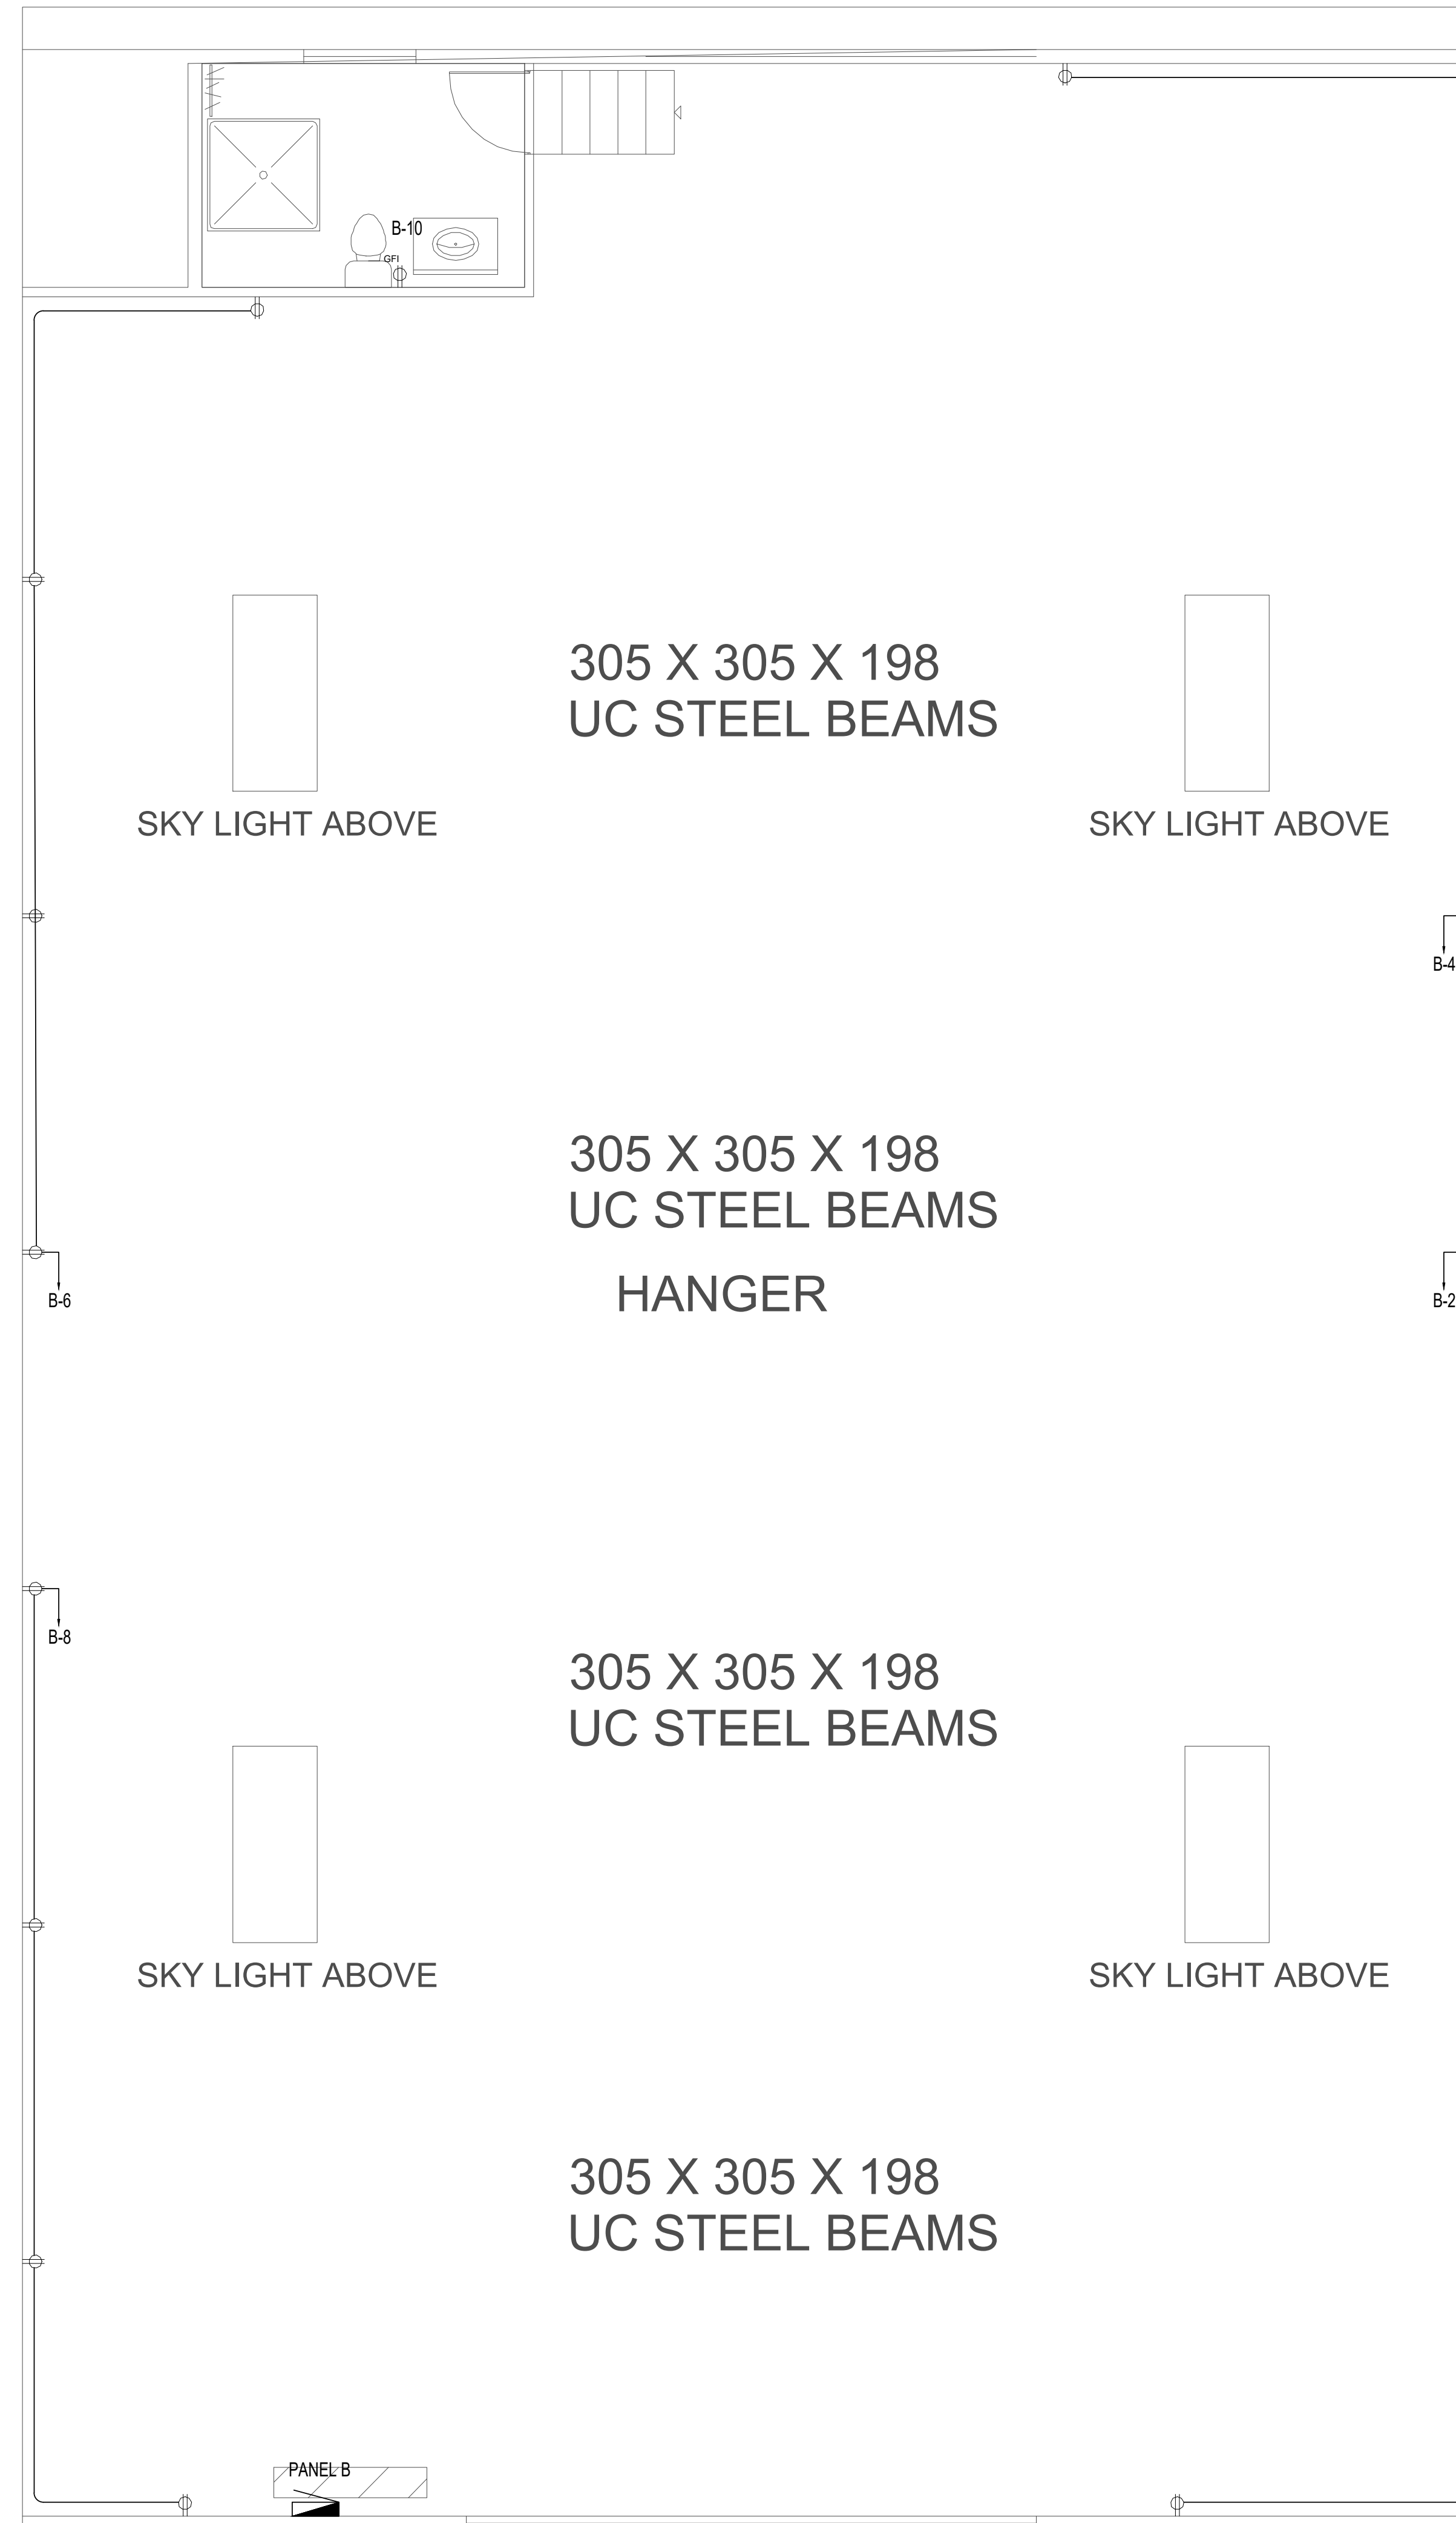 B-10
GFI
305 X 305 X 198
UC STEEL BEAMS
SKY LIGHT ABOVE
SKY LIGHT ABOVE
B-4
305 X 305 X 198
UC STEEL BEAMS
HANGER
B-6
B-2
B-8
305 X 305 X 198
UC STEEL BEAMS
SKY LIGHT ABOVE
SKY LIGHT ABOVE
305 X 305 X 198
UC STEEL BEAMS
PANEL B